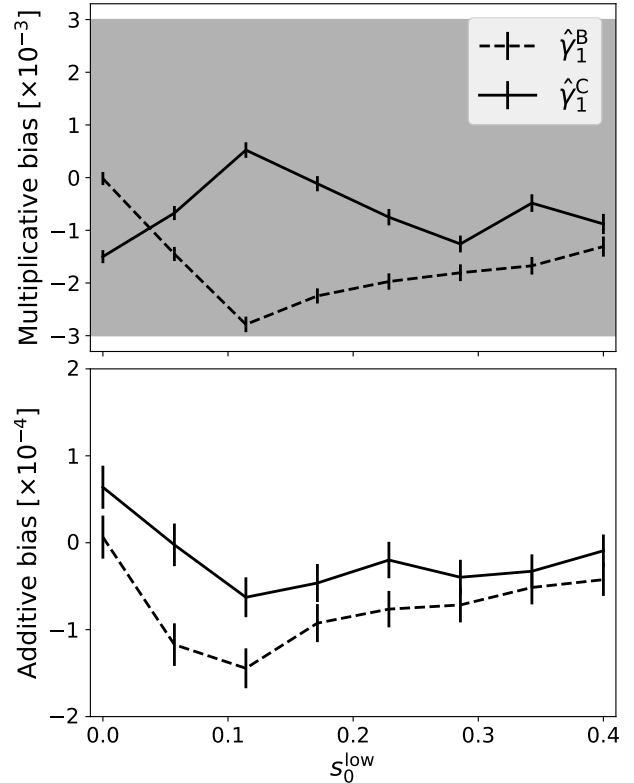 Multiplicative bias [×10⁻³]
3
2
1
0
−1
−2
−3
γ̂₁ᴮ
γ̂₁ꟲ
Additive bias [×10⁻⁴]
2
1
0
−1
−2
0.0 0.1 0.2 0.3 0.4
s₀ˡᵒʷ